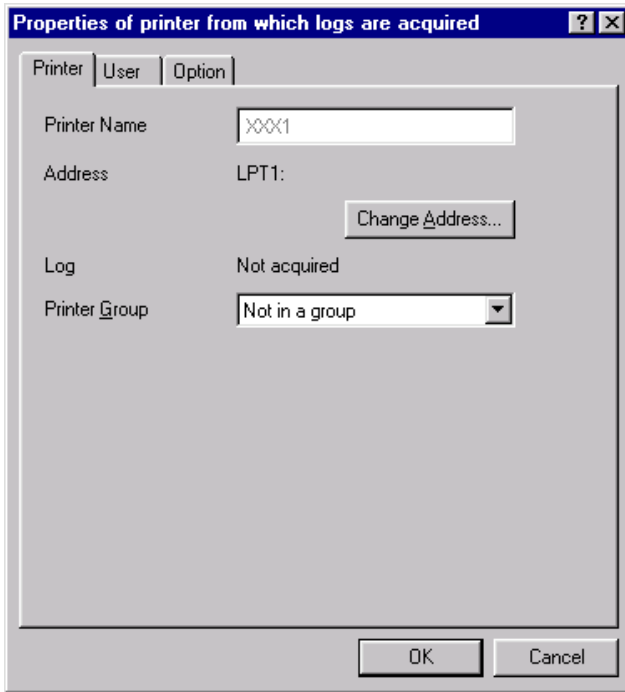 Properties of printer from which logs are acquired
Printer User Option
Printer Name XXX1
Address LPT1:
Change Address...
Log Not acquired
Printer Group Not in a group
OK Cancel